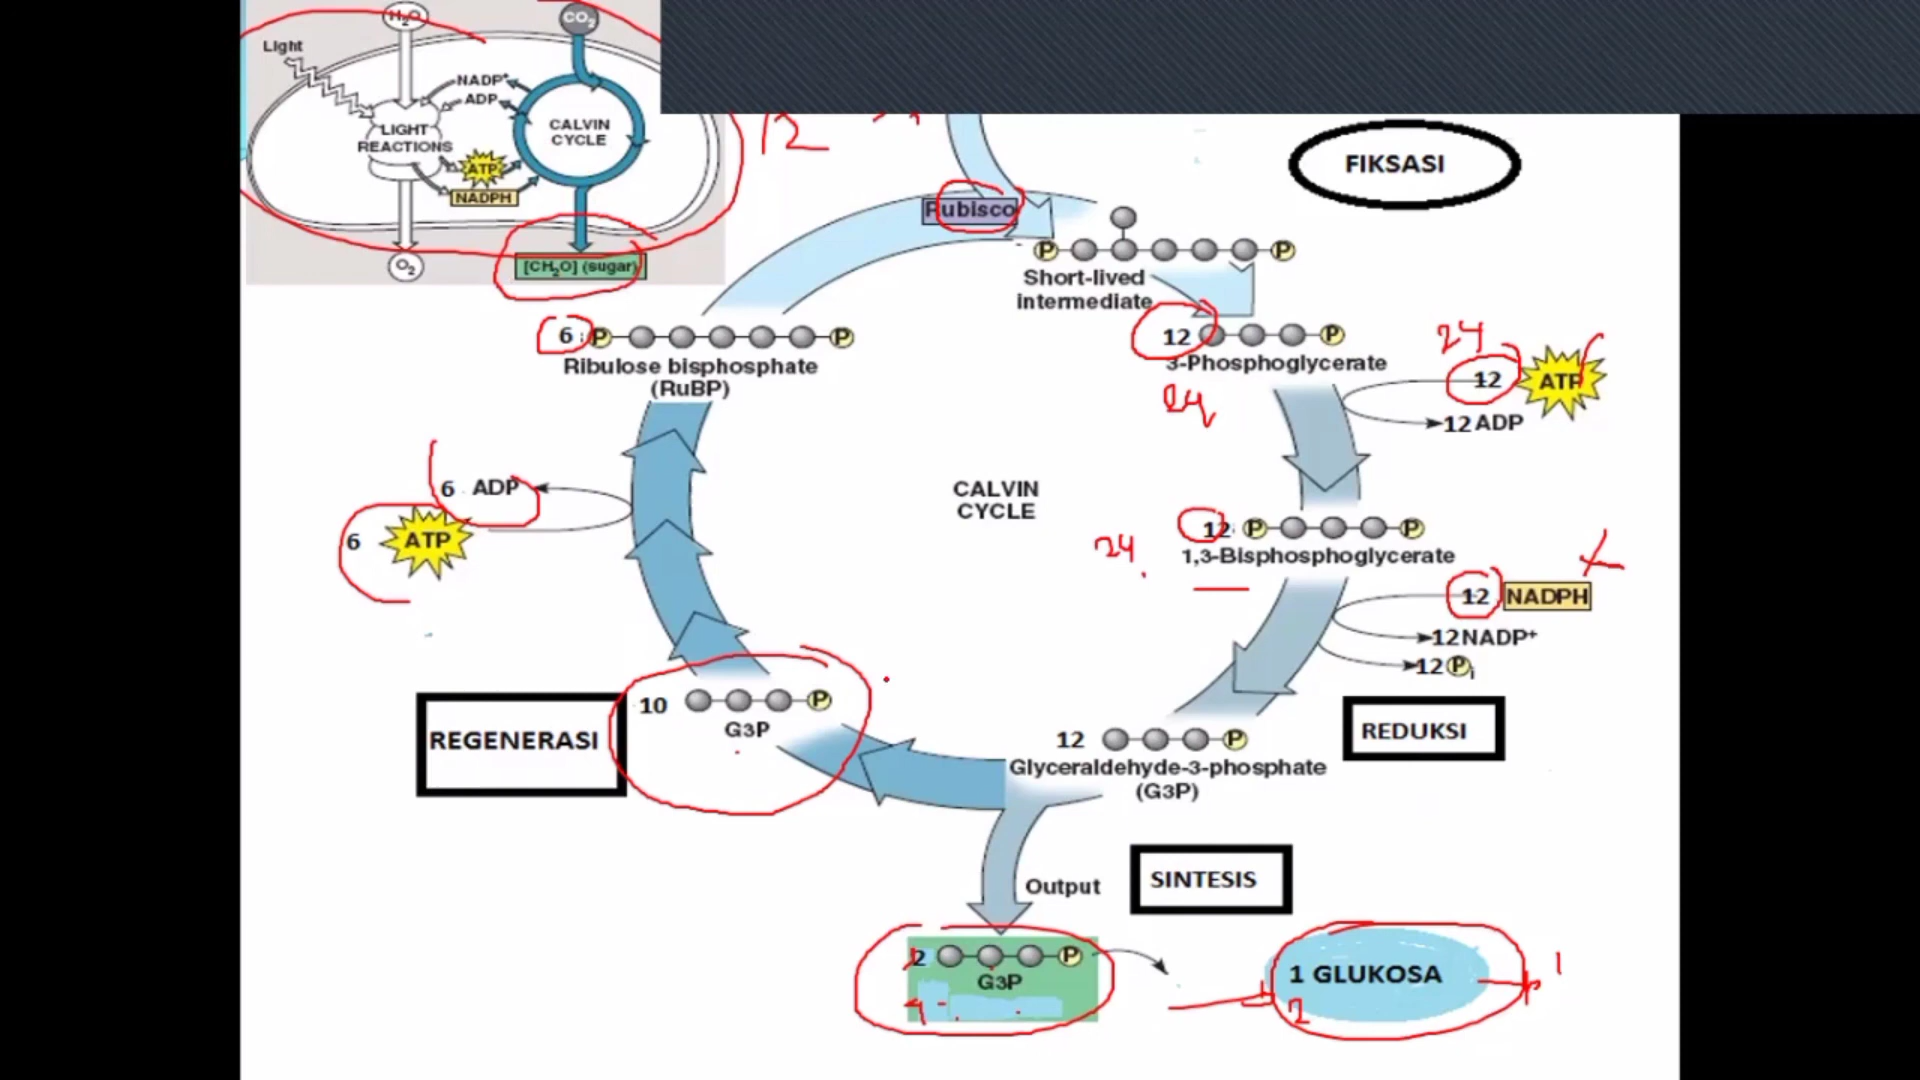 H₂O
CO₂
Light
NADP⁺
ADP
LIGHT
REACTIONS
CALVIN
CYCLE
ATP
NADPH
O₂
[CH₂O] (sugar)
12
FIKSASI
Rubisco
P P
Short-lived
intermediate
6 P P
Ribulose bisphosphate
(RuBP)
12 P
3-Phosphoglycerate
24
24
12 ATP
12 ADP
6 ADP
6 ATP
CALVIN
CYCLE
12 P P
1,3-Bisphosphoglycerate
24
12 NADPH
12 NADP⁺
12 Pi
REDUKSI
10 P
G3P
REGENERASI
12 P
Glyceraldehyde-3-phosphate
(G3P)
Output
SINTESIS
2 P
G3P
1 GLUKOSA
2
1